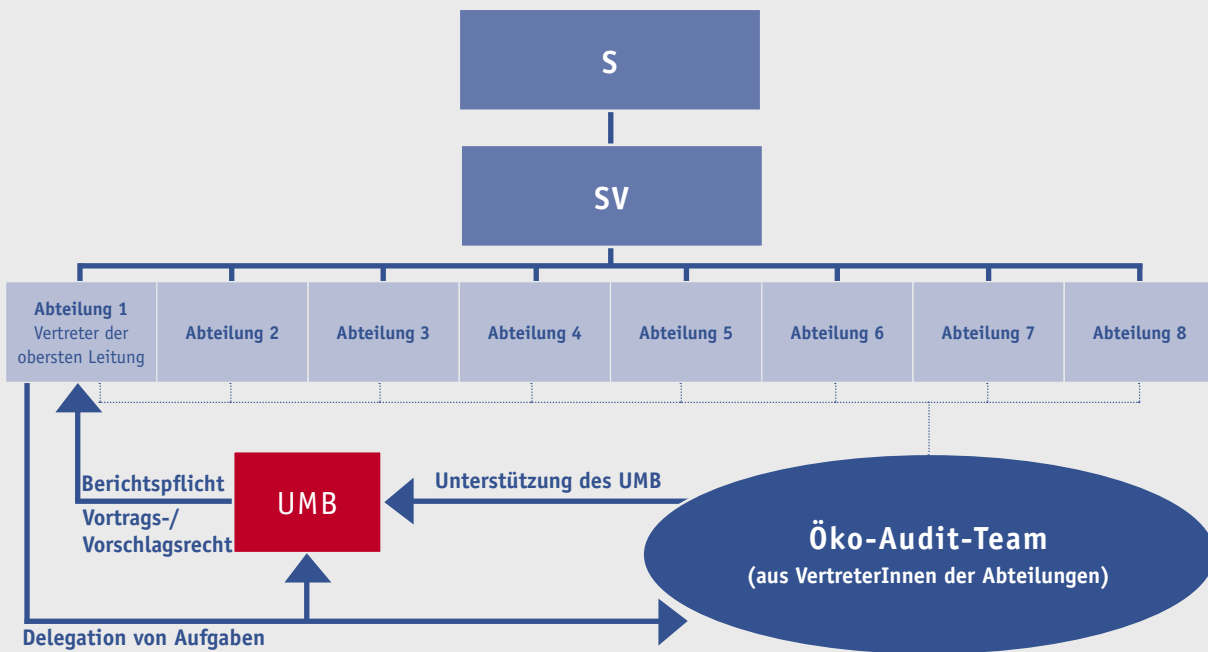 S
SV
Abteilung 1
Vertreter der
obersten Leitung
Abteilung 2
Abteilung 3
Abteilung 4
Abteilung 5
Abteilung 6
Abteilung 7
Abteilung 8
Berichtspflicht
Vortrags-/
Vorschlagsrecht
UMB
Unterstützung des UMB
Öko-Audit-Team
(aus VertreterInnen der Abteilungen)
Delegation von Aufgaben